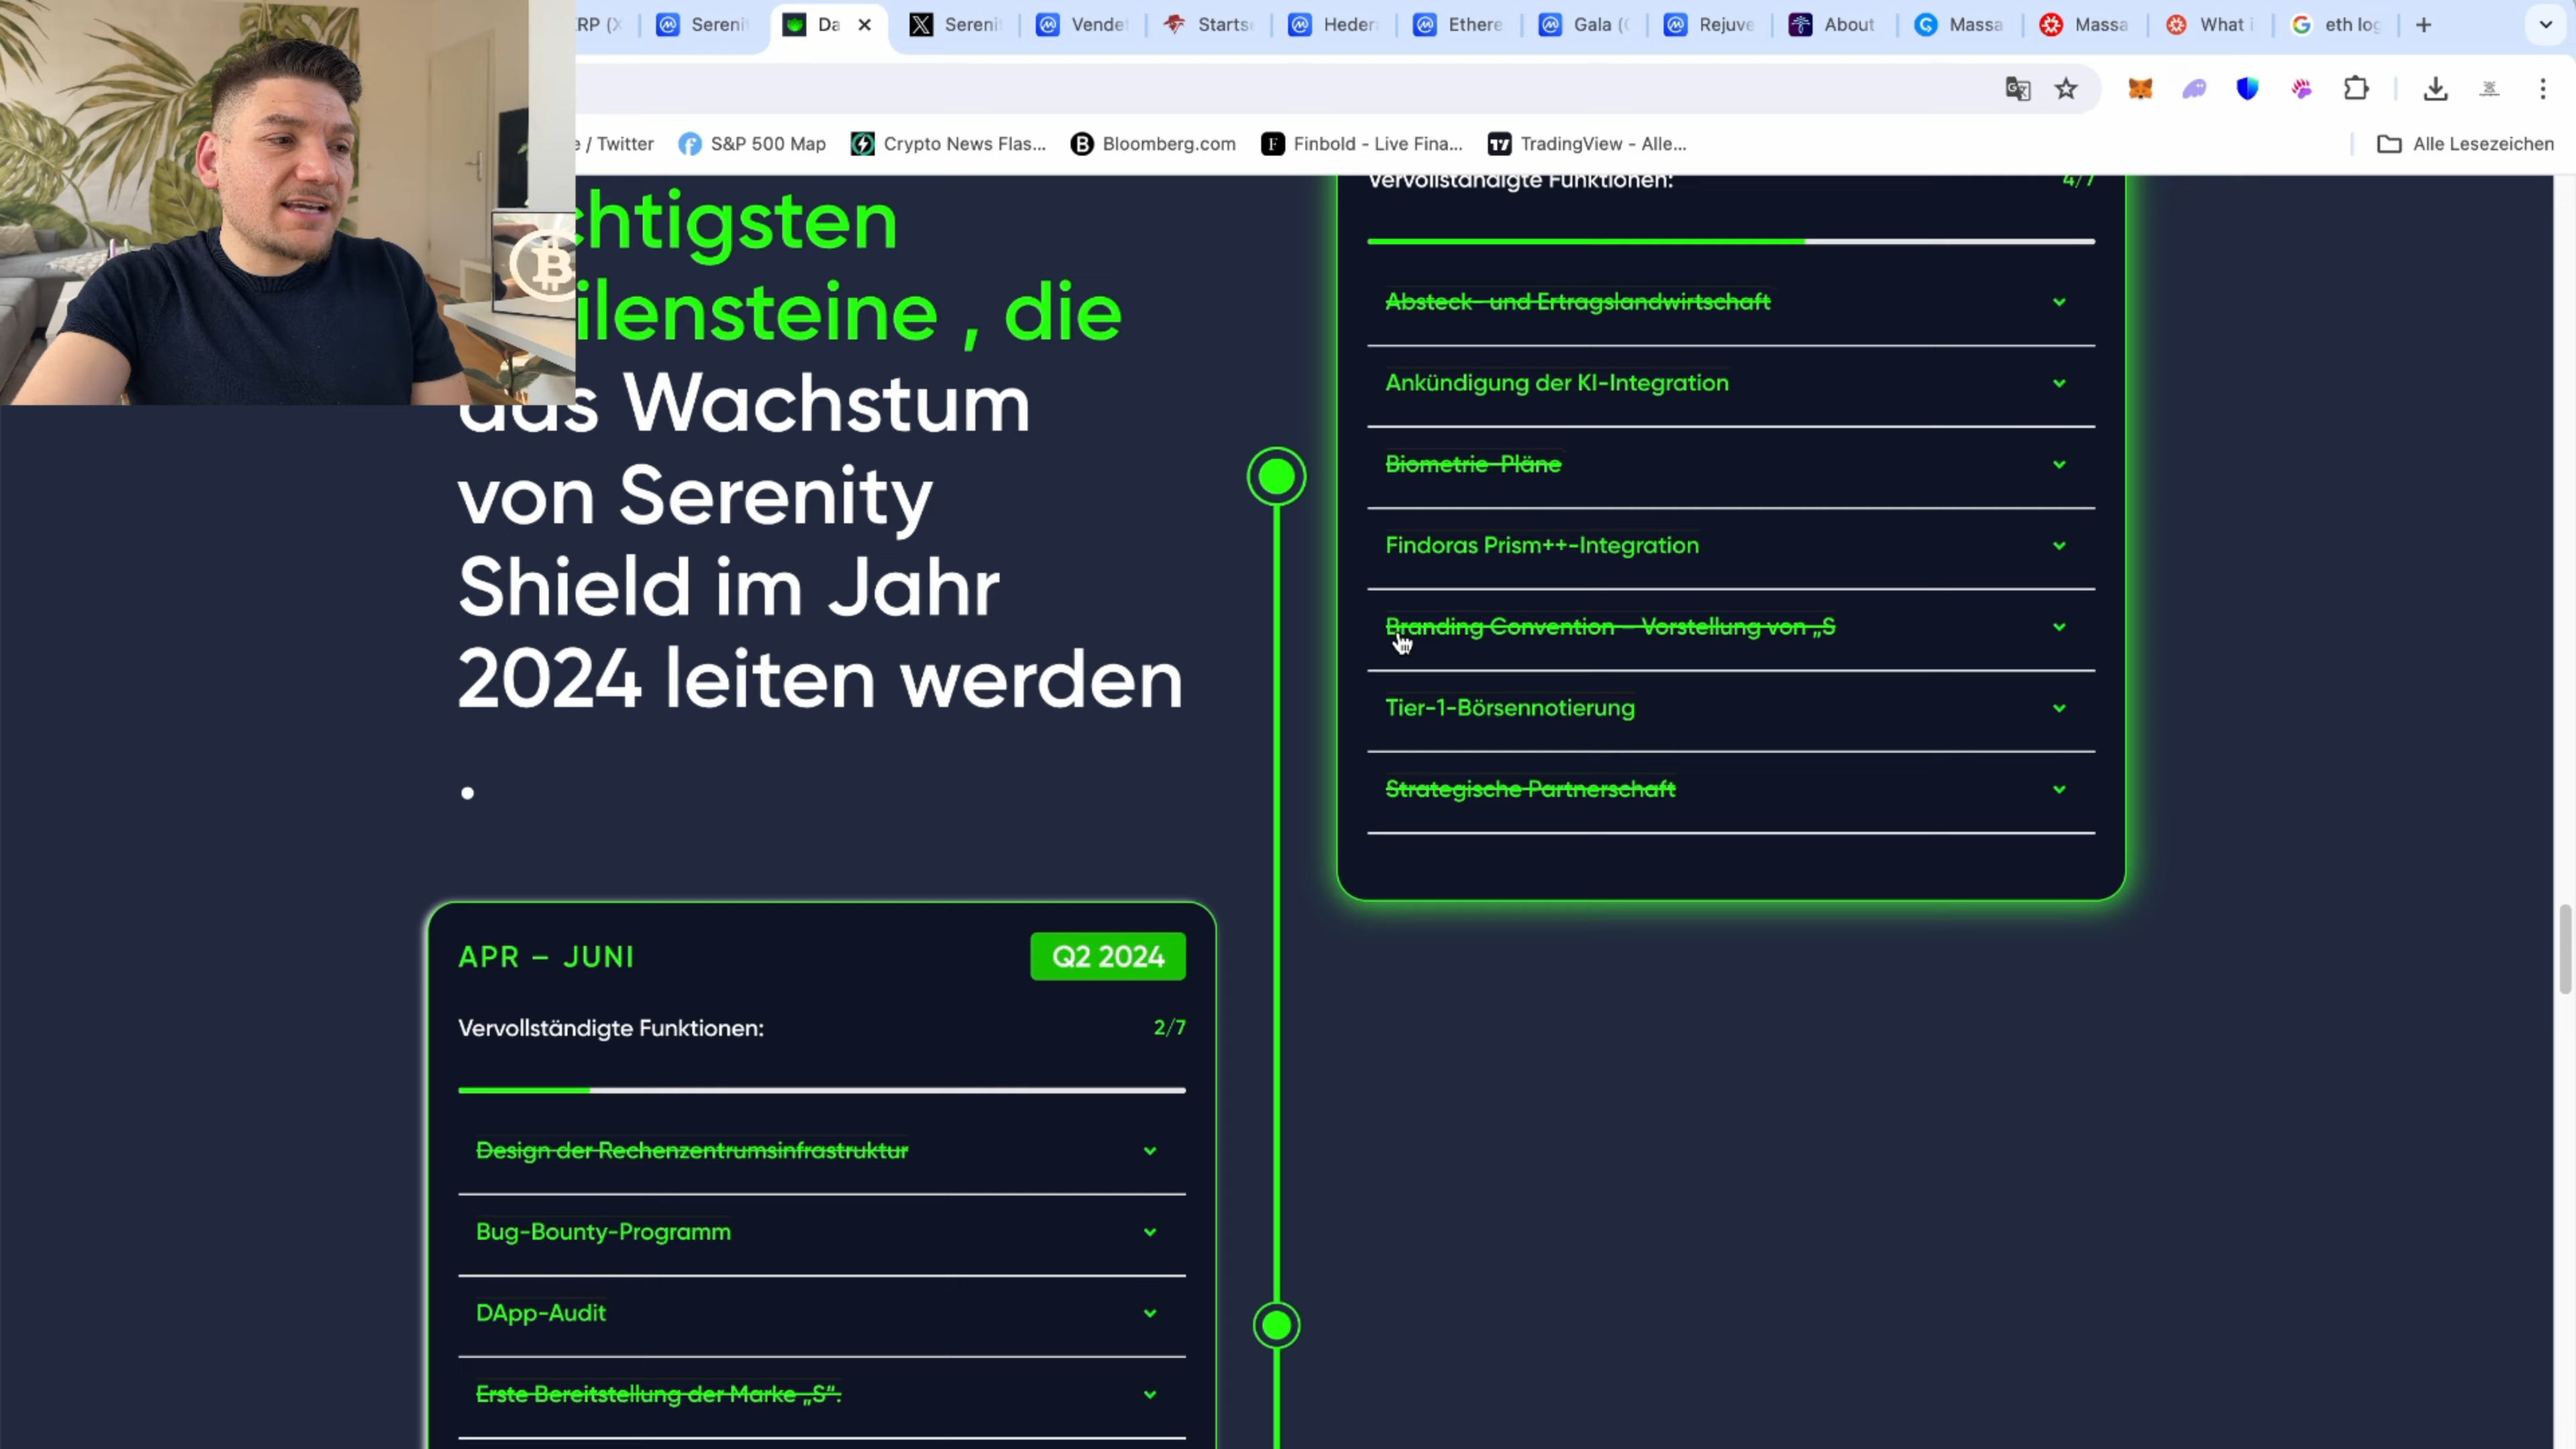 RP (X
Sereni
Da
Sereni
Vende
Starts
Heder
Ethere
Gala (
Rejuve
About
Massa
Massa
What i
eth log
e / Twitter
S&P 500 Map
Crypto News Flas...
Bloomberg.com
Finbold - Live Fina...
TradingView - Alle...
Alle Lesezeichen
chtigsten
ilensteine , die
das Wachstum
von Serenity
Shield im Jahr
2024 leiten werden
.
Vervollständigte Funktionen:
4/7
Absteck- und Ertragslandwirtschaft
Ankündigung der KI-Integration
Biometrie-Pläne
Findoras Prism++-Integration
Branding Convention – Vorstellung von „S
Tier-1-Börsennotierung
Strategische Partnerschaft
APR – JUNI
Q2 2024
Vervollständigte Funktionen:
2/7
Design der Rechenzentrumsinfrastruktur
Bug-Bounty-Programm
DApp-Audit
Erste Bereitstellung der Marke „S“.